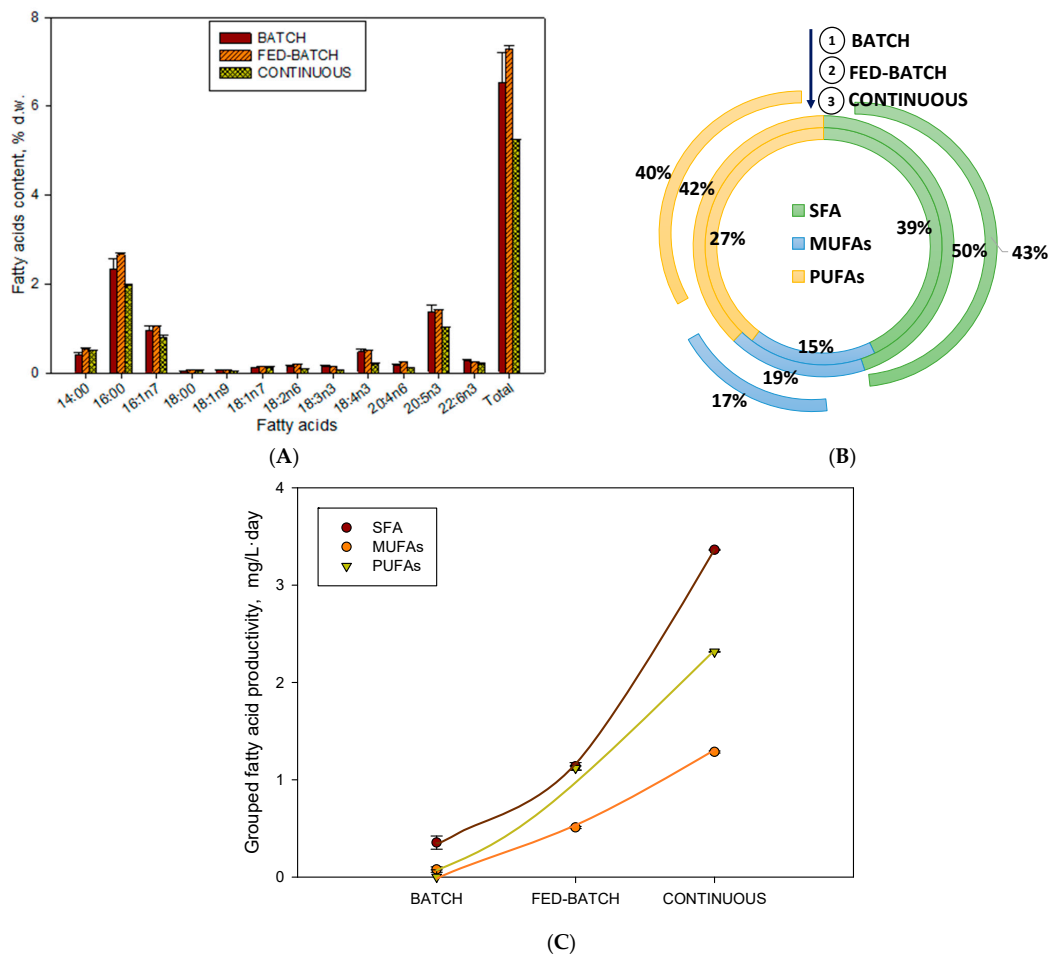 8
6
4
2
0
Fatty acids content, % d.w.
BATCH
FED-BATCH
CONTINUOUS
14:00
16:00
16:1n7
18:00
18:1n9
18:1n7
18:2n6
18:3n3
18:4n3
20:4n6
20:5n3
22:6n3
Total
Fatty acids
(A)
1 BATCH
2 FED-BATCH
3 CONTINUOUS
40%
42%
27%
SFA
MUFAs
PUFAs
39%
50%
43%
15%
19%
17%
(B)
4
3
2
1
0
Grouped fatty acid productivity, mg/L·day
SFA
MUFAs
PUFAs
BATCH
FED-BATCH
CONTINUOUS
(C)